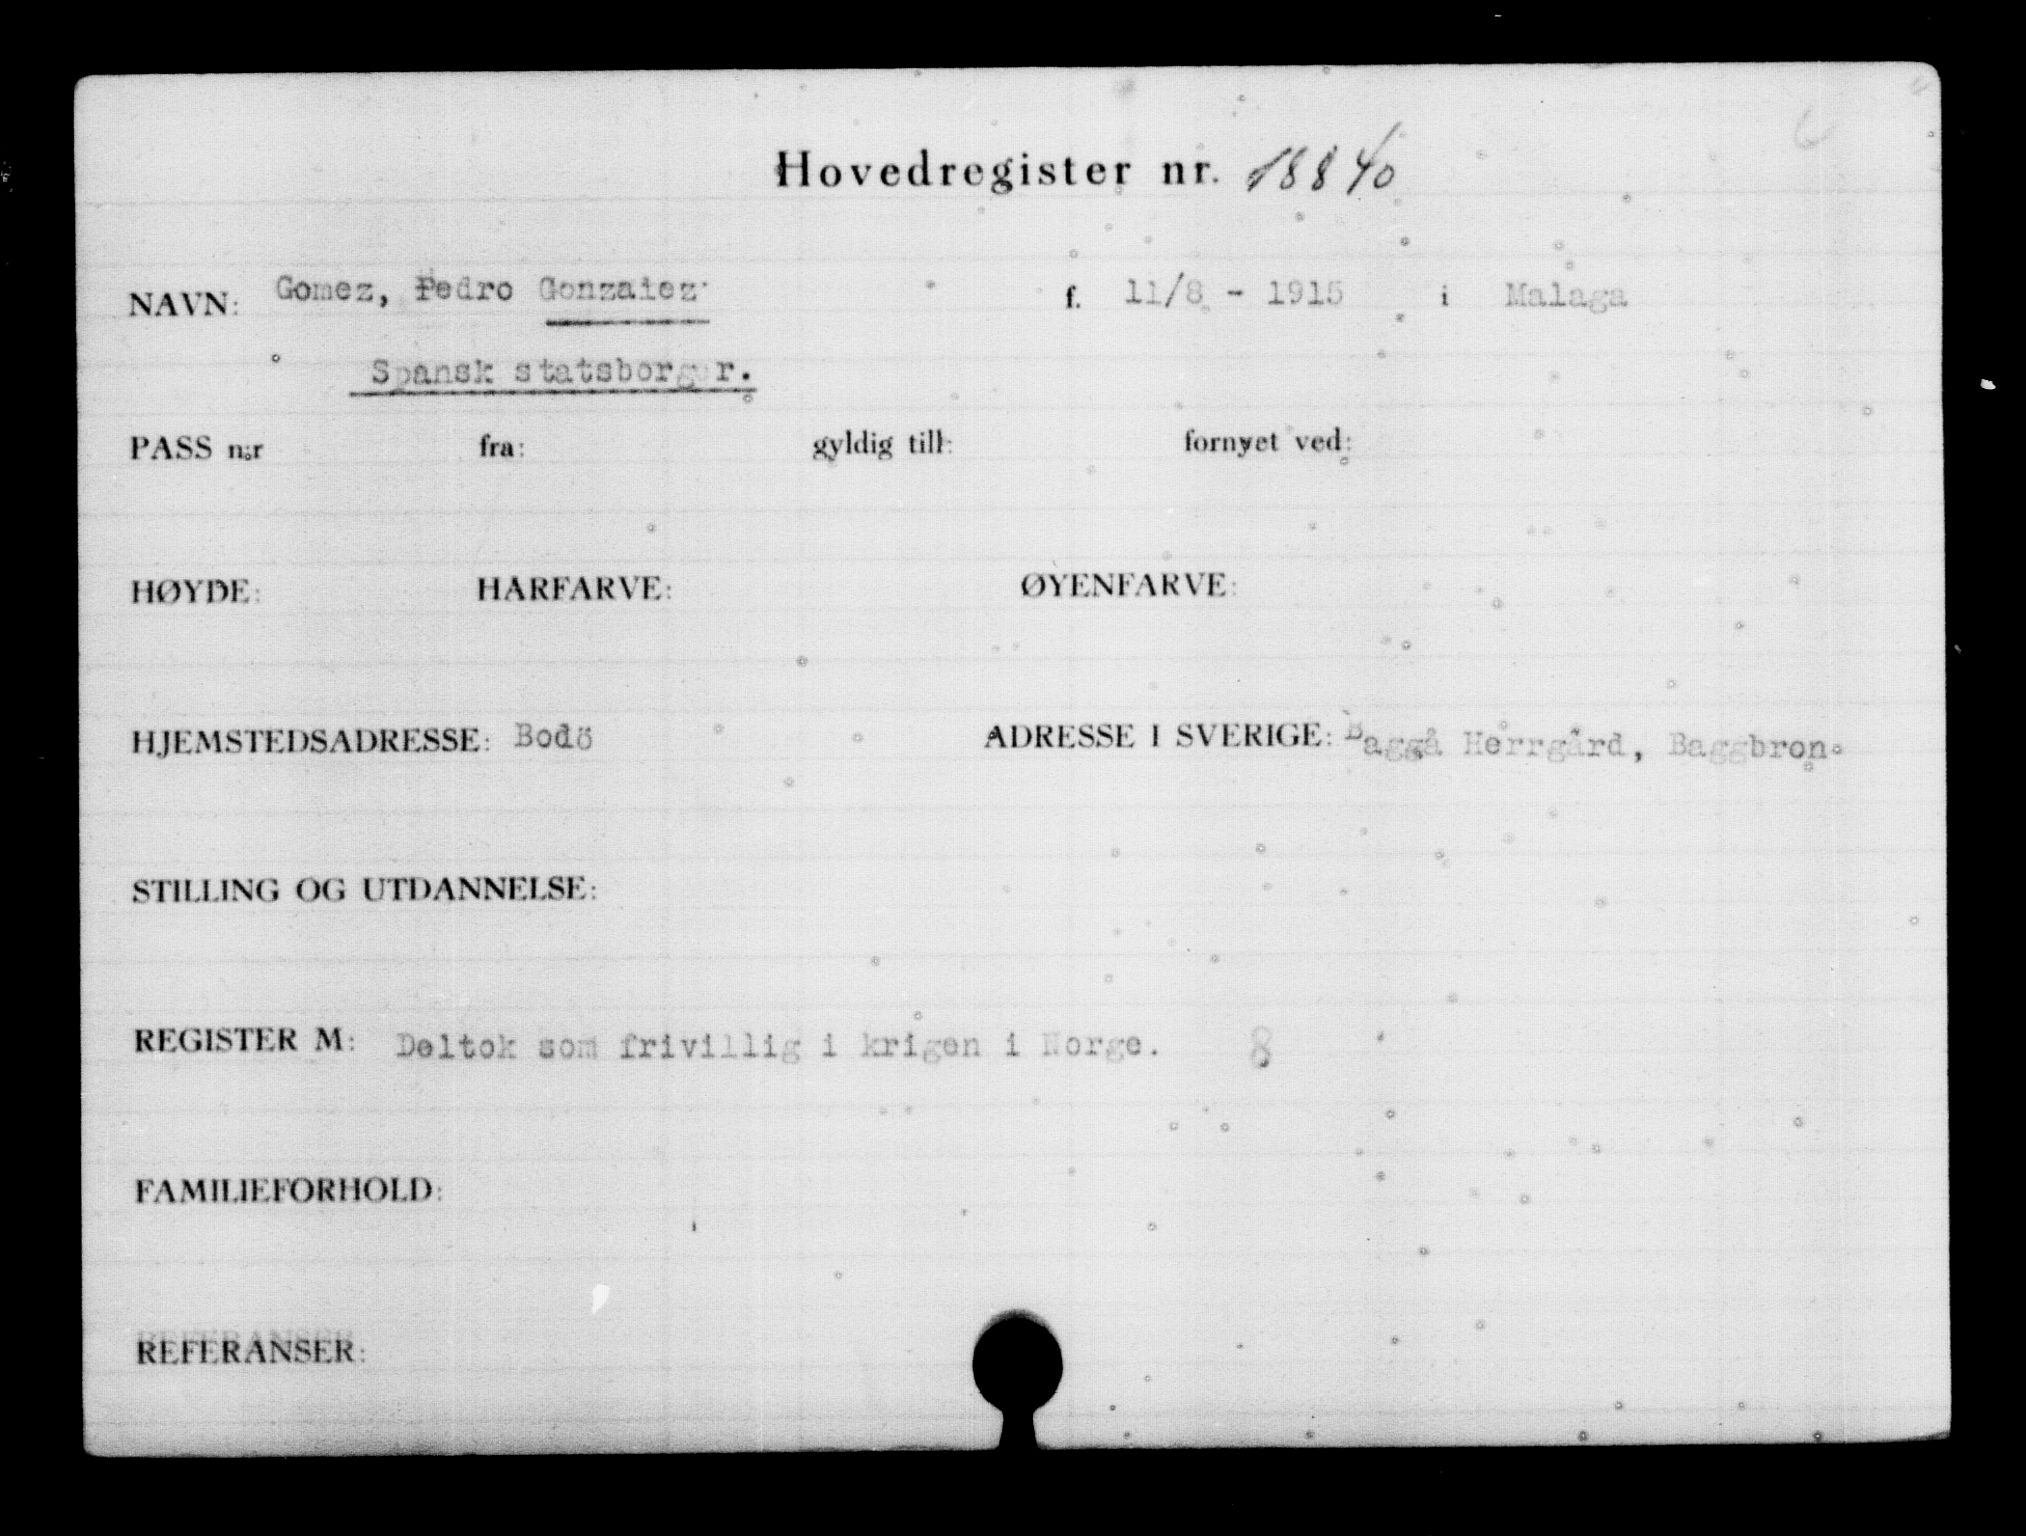 Hovedregister nr. 18840
NAVN: Gomez, Pedro Gonzalez f. 11/8 - 1915 i Malaga
Spansk statsborger.
PASS n:r fra: gyldig till: fornyet ved:
HØYDE: HÅRFARVE: ØYENFARVE:
HJEMSTEDSADRESSE: Bodö ADRESSE I SVERIGE: Baggå Herrgård, Baggbron.
STILLING OG UTDANNELSE:
REGISTER M: Deltok som frivillig i krigen i Norge. 8
FAMILIEFORHOLD:
REFERANSER: